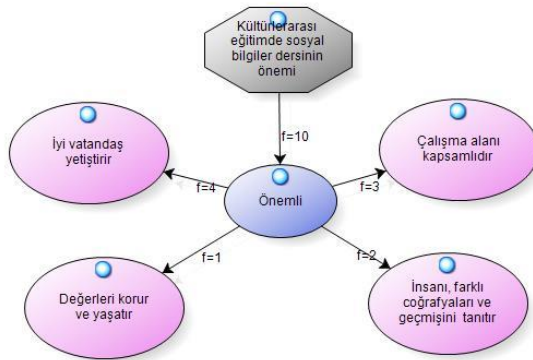 Kültürlerarası
eğitimde sosyal
bilgiler dersinin
önemi
f=10
İyi vatandaş
yetiştirir
Çalışma alanı
kapsamlıdır
f=4
Önemli
f=3
f=1
f=2
Değerleri korur
ve yaşatır
İnsanı, farklı
coğrafyaları ve
geçmişini tanıtır